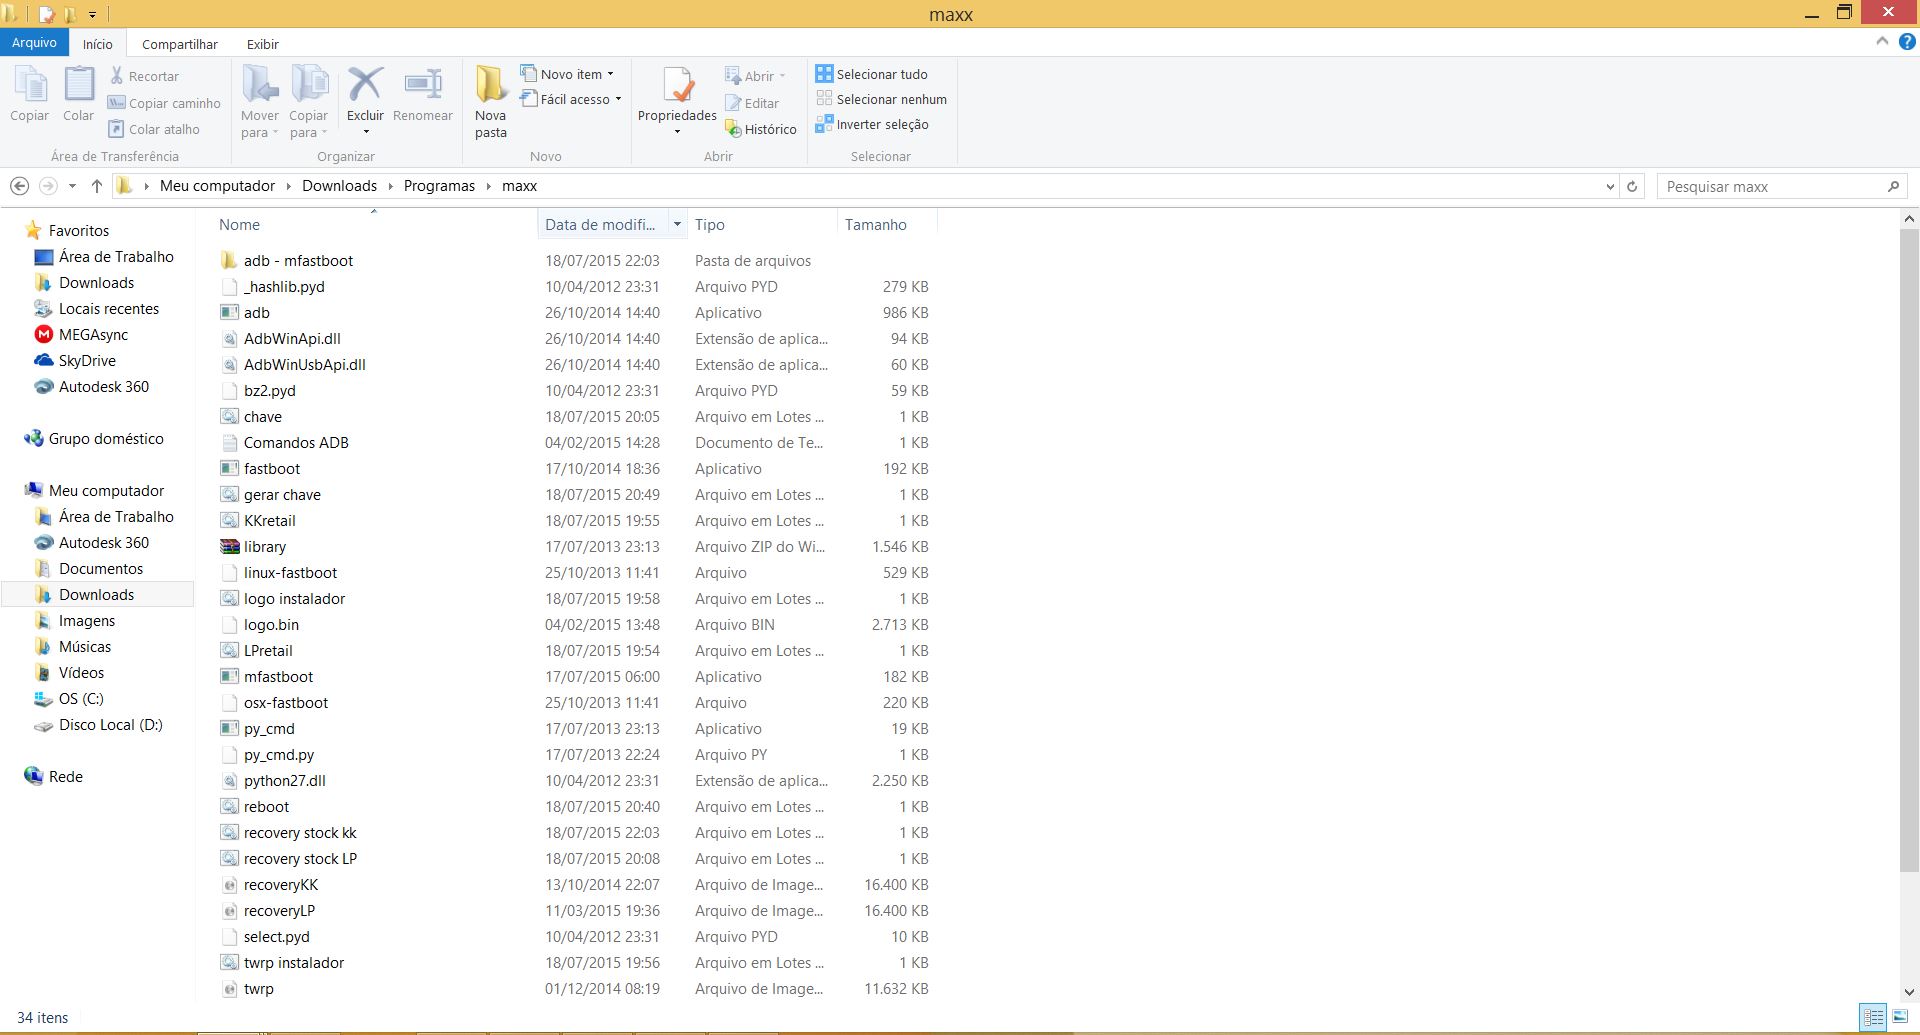 maxx
Arquivo Início Compartilhar Exibir
Copiar Colar Recortar Copiar caminho Colar atalho
Área de Transferência
Mover para Copiar para Excluir Renomear
Organizar
Nova pasta Novo item Fácil acesso
Novo
Propriedades Abrir Editar Histórico
Abrir
Selecionar tudo Selecionar nenhum Inverter seleção
Selecionar
Meu computador Downloads Programas maxx
Pesquisar maxx
Favoritos
Área de Trabalho
Downloads
Locais recentes
MEGAsync
SkyDrive
Autodesk 360
Grupo doméstico
Meu computador
Área de Trabalho
Autodesk 360
Documentos
Downloads
Imagens
Músicas
Vídeos
OS (C:)
Disco Local (D:)
Rede
Nome Data de modifi... Tipo Tamanho
adb - mfastboot 18/07/2015 22:03 Pasta de arquivos
_hashlib.pyd 10/04/2012 23:31 Arquivo PYD 279 KB
adb 26/10/2014 14:40 Aplicativo 986 KB
AdbWinApi.dll 26/10/2014 14:40 Extensão de aplica... 94 KB
AdbWinUsbApi.dll 26/10/2014 14:40 Extensão de aplica... 60 KB
bz2.pyd 10/04/2012 23:31 Arquivo PYD 59 KB
chave 18/07/2015 20:05 Arquivo em Lotes ... 1 KB
Comandos ADB 04/02/2015 14:28 Documento de Te... 1 KB
fastboot 17/10/2014 18:36 Aplicativo 192 KB
gerar chave 18/07/2015 20:49 Arquivo em Lotes ... 1 KB
KKretail 18/07/2015 19:55 Arquivo em Lotes ... 1 KB
library 17/07/2013 23:13 Arquivo ZIP do Wi... 1.546 KB
linux-fastboot 25/10/2013 11:41 Arquivo 529 KB
logo instalador 18/07/2015 19:58 Arquivo em Lotes ... 1 KB
logo.bin 04/02/2015 13:48 Arquivo BIN 2.713 KB
LPretail 18/07/2015 19:54 Arquivo em Lotes ... 1 KB
mfastboot 17/07/2015 06:00 Aplicativo 182 KB
osx-fastboot 25/10/2013 11:41 Arquivo 220 KB
py_cmd 17/07/2013 23:13 Aplicativo 19 KB
py_cmd.py 17/07/2013 22:24 Arquivo PY 1 KB
python27.dll 10/04/2012 23:31 Extensão de aplica... 2.250 KB
reboot 18/07/2015 20:40 Arquivo em Lotes ... 1 KB
recovery stock kk 18/07/2015 22:03 Arquivo em Lotes ... 1 KB
recovery stock LP 18/07/2015 20:08 Arquivo em Lotes ... 1 KB
recoveryKK 13/10/2014 22:07 Arquivo de Image... 16.400 KB
recoveryLP 11/03/2015 19:36 Arquivo de Image... 16.400 KB
select.pyd 10/04/2012 23:31 Arquivo PYD 10 KB
twrp instalador 18/07/2015 19:56 Arquivo em Lotes ... 1 KB
twrp 01/12/2014 08:19 Arquivo de Image... 11.632 KB
34 itens